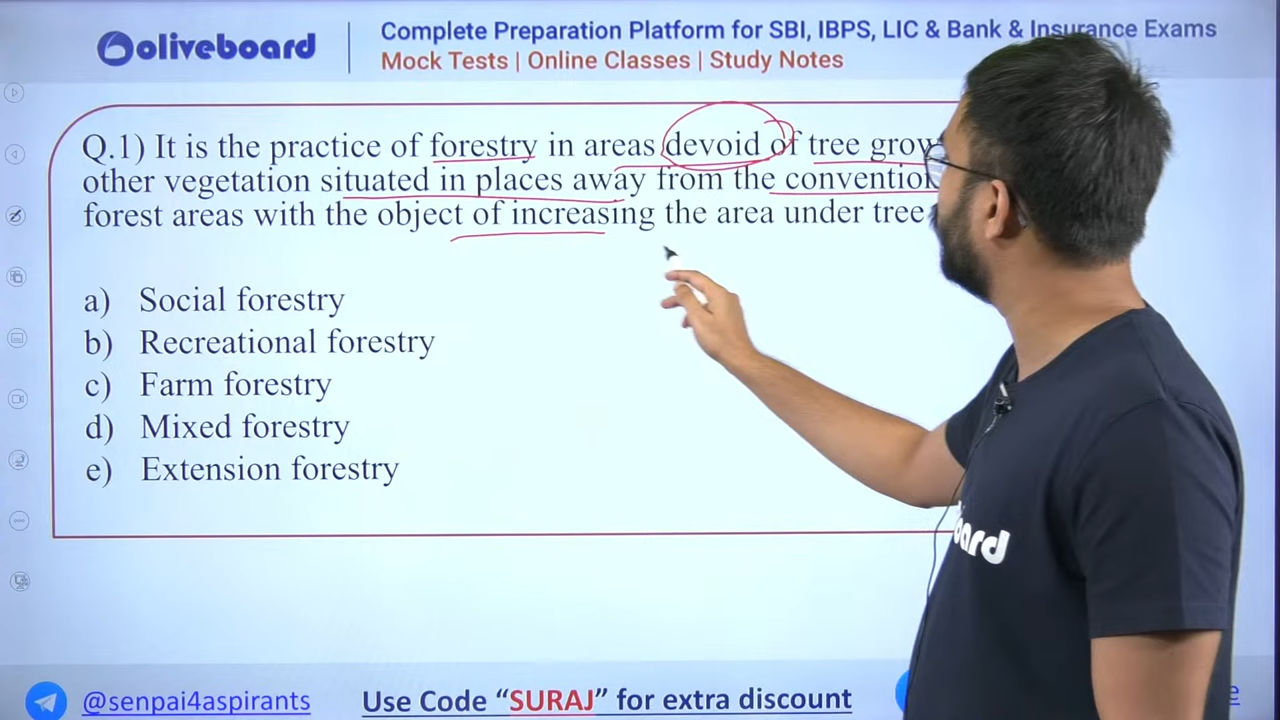 oliveboard
Complete Preparation Platform for SBI, IBPS, LIC & Bank & Insurance Exams
Mock Tests | Online Classes | Study Notes
Q.1) It is the practice of forestry in areas devoid of tree grow
other vegetation situated in places away from the convention
forest areas with the object of increasing the area under tree
a) Social forestry
b) Recreational forestry
c) Farm forestry
d) Mixed forestry
e) Extension forestry
ard
@senpai4aspirants
Use Code “SURAJ” for extra discount
e